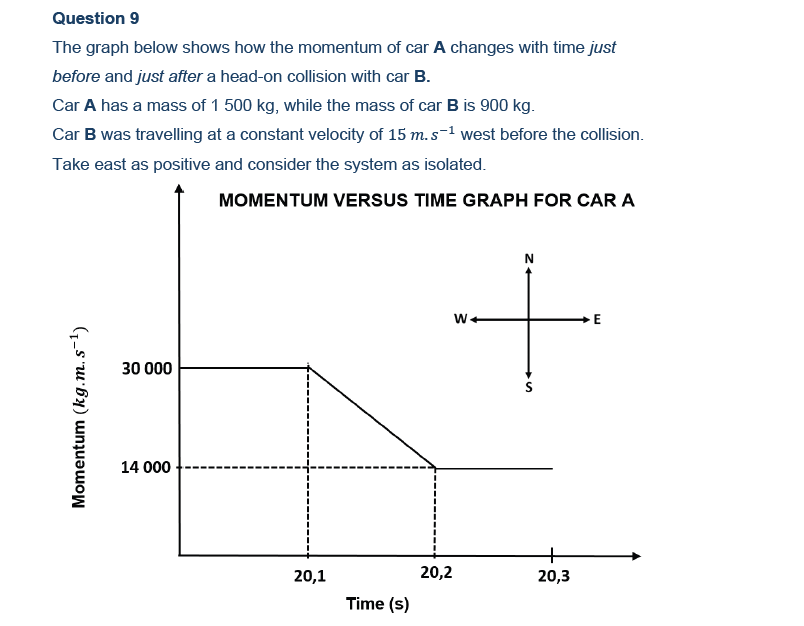 Question 9
The graph below shows how the momentum of car A changes with time just
before and just after a head-on collision with car B.
Car A has a mass of 1 500 kg, while the mass of car B is 900 kg.
Car B was travelling at a constant velocity of 15 m.s⁻¹ west before the collision.
Take east as positive and consider the system as isolated.
MOMENTUM VERSUS TIME GRAPH FOR CAR A
N
W E
S
Momentum (kg.m.s⁻¹)
30 000
14 000
20,1 20,2 20,3
Time (s)